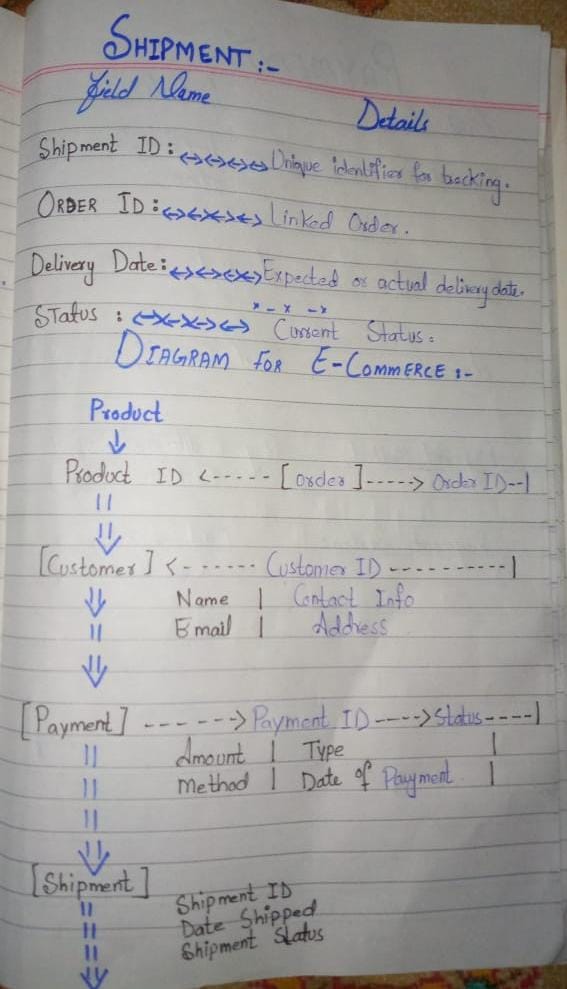 SHIPMENT:-
Field Name Details
Shipment ID: Unique identifier for tracking.
ORDER ID: Linked Order.
Delivery Date: Expected or actual delivery date.
STatus : Current Status.
DIAGRAM FOR E-COMMERCE :-
Product
Product ID <----- [order]-----> Order ID--|
[Customer] <------ Customer ID ----------|
Name | Contact Info
Email | Address
[Payment] ------> Payment ID ----> Status ----|
Amount | Type |
Method | Date of Payment |
[Shipment]
Shipment ID
Date Shipped
Shipment Status